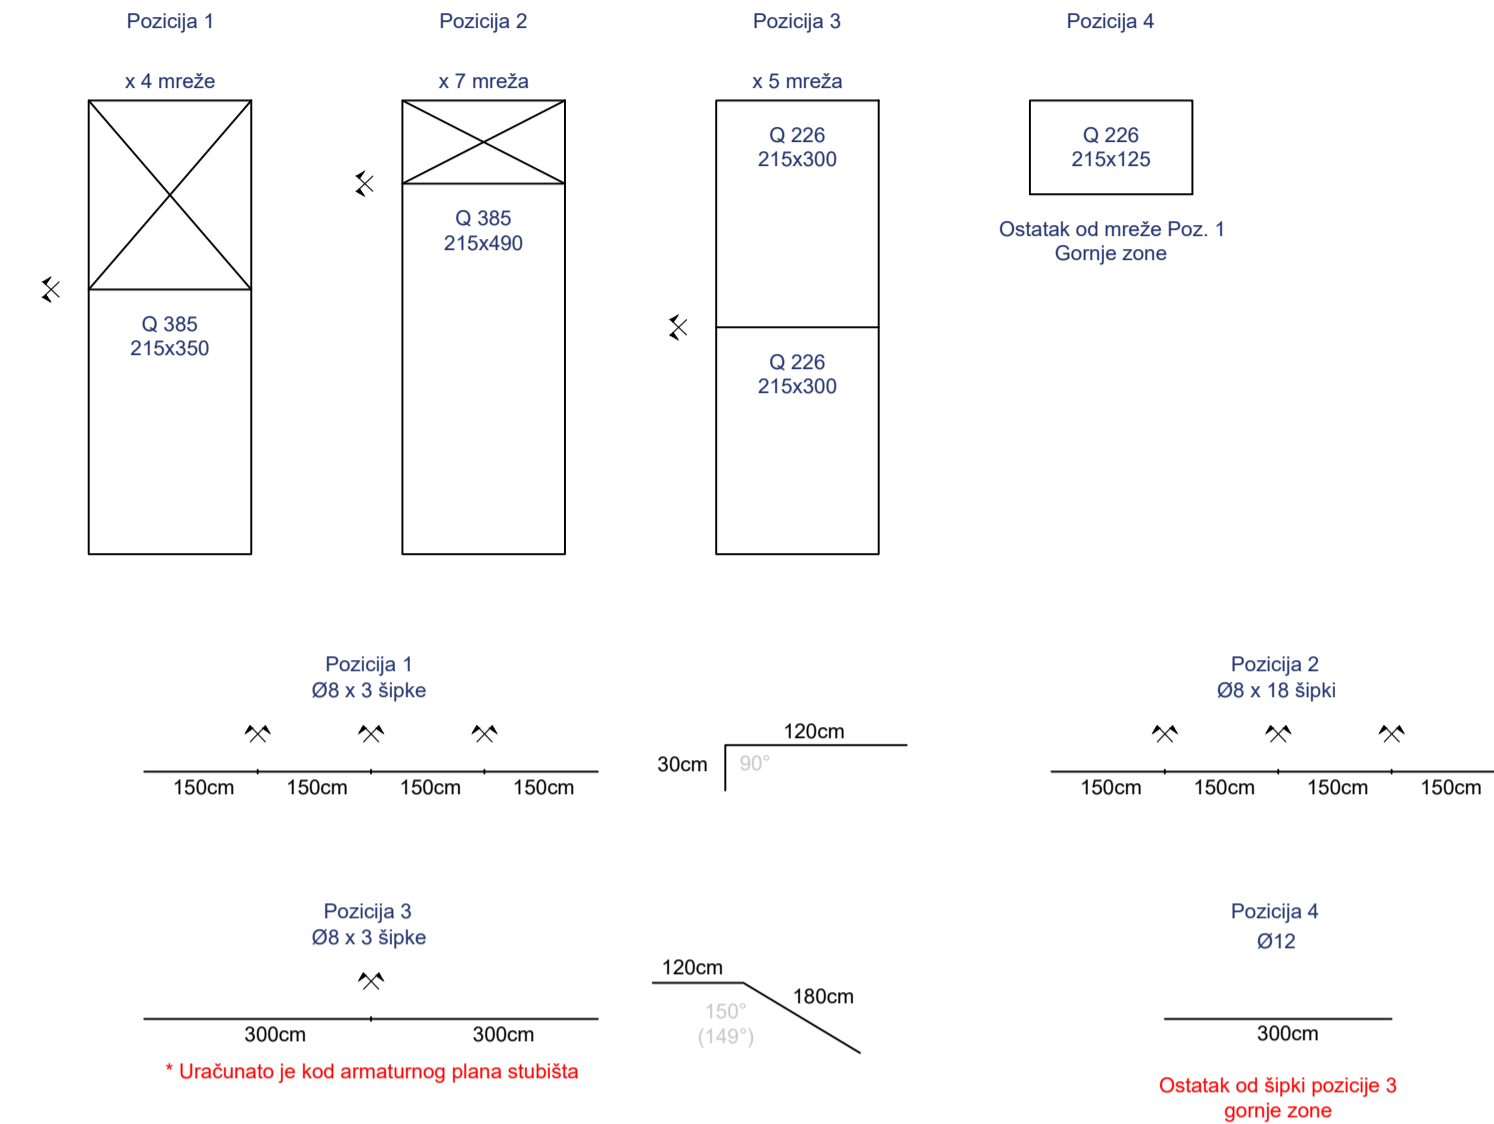 Pozicija 1
Pozicija 2
Pozicija 3
Pozicija 4
x 4 mreže
x 7 mreža
x 5 mreža
Q 385
215x350
Q 385
215x490
Q 226
215x300
Q 226
215x300
Q 226
215x125
Ostatak od mreže Poz. 1
Gornje zone
Pozicija 1
Ø8 x 3 šipke
150cm
150cm
150cm
150cm
120cm
30cm
90°
Pozicija 2
Ø8 x 18 šipki
150cm
150cm
150cm
150cm
Pozicija 3
Ø8 x 3 šipke
300cm
300cm
* Uračunato je kod armaturnog plana stubišta
120cm
180cm
150°
(149°)
Pozicija 4
Ø12
300cm
Ostatak od šipki pozicije 3
gornje zone